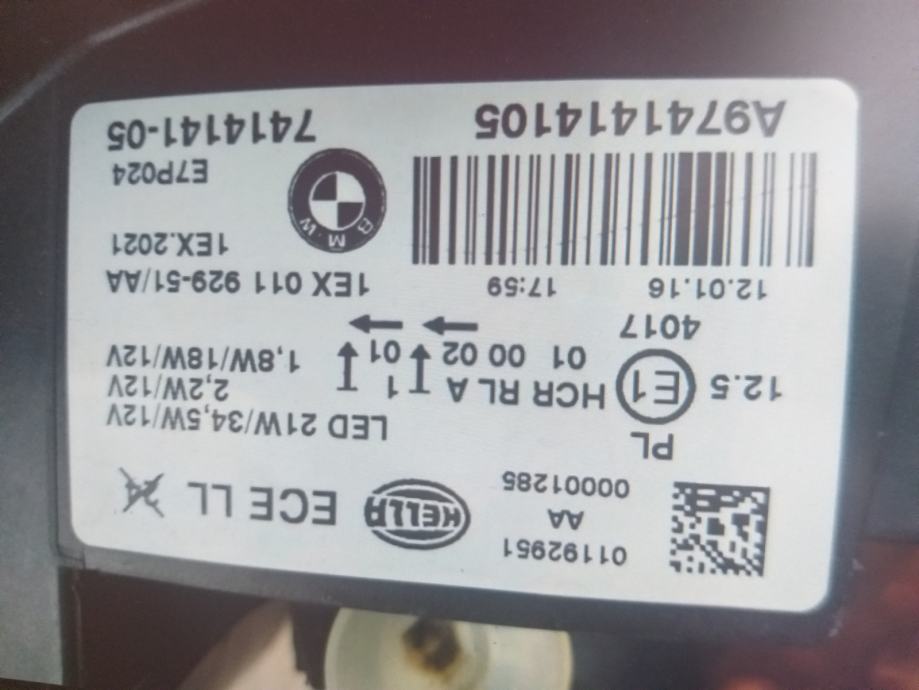 01192951
AA
00001285
HELLA
ECE LL
PL
LED 21W/34,5W/12V
2,2W/12V
1,8W/18W/12V
12.5 E1 HCR RL A 1
01 00 02 01
4017
12.01.16 17:59
1EX 011 929-51/AA
1EX.2021
BMW
E7P024
A974141 4105
7414141-05